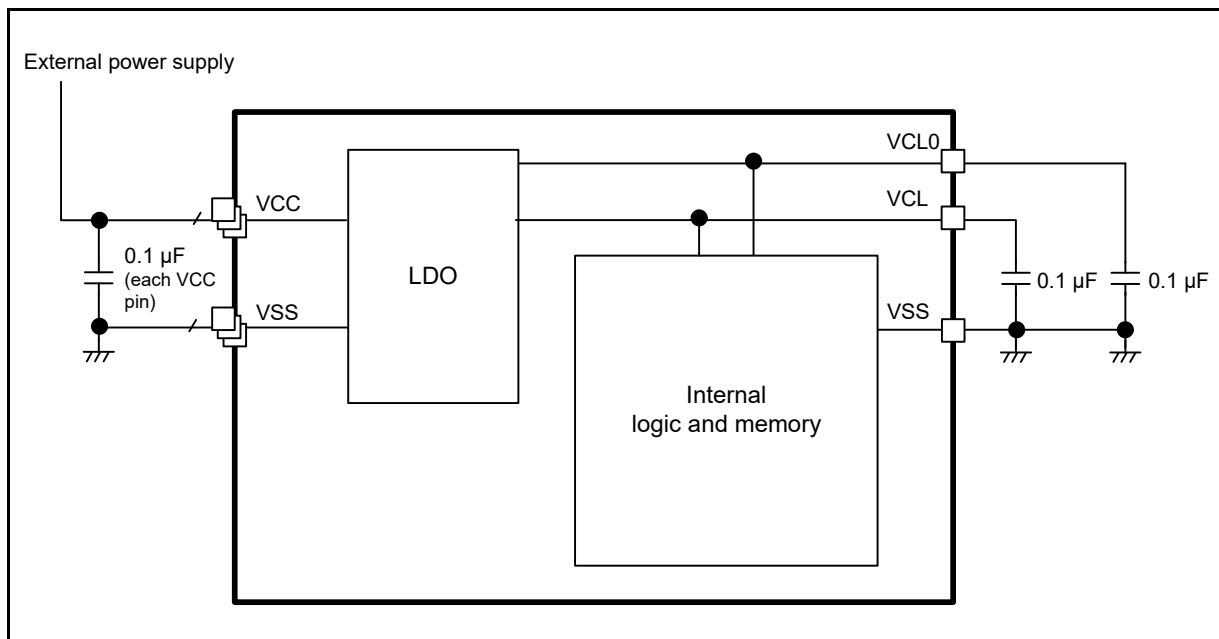 External power supply
VCL0
VCC
VCL
0.1 µF
(each VCC
pin)
LDO
0.1 µF
0.1 µF
VSS
VSS
Internal
logic and memory